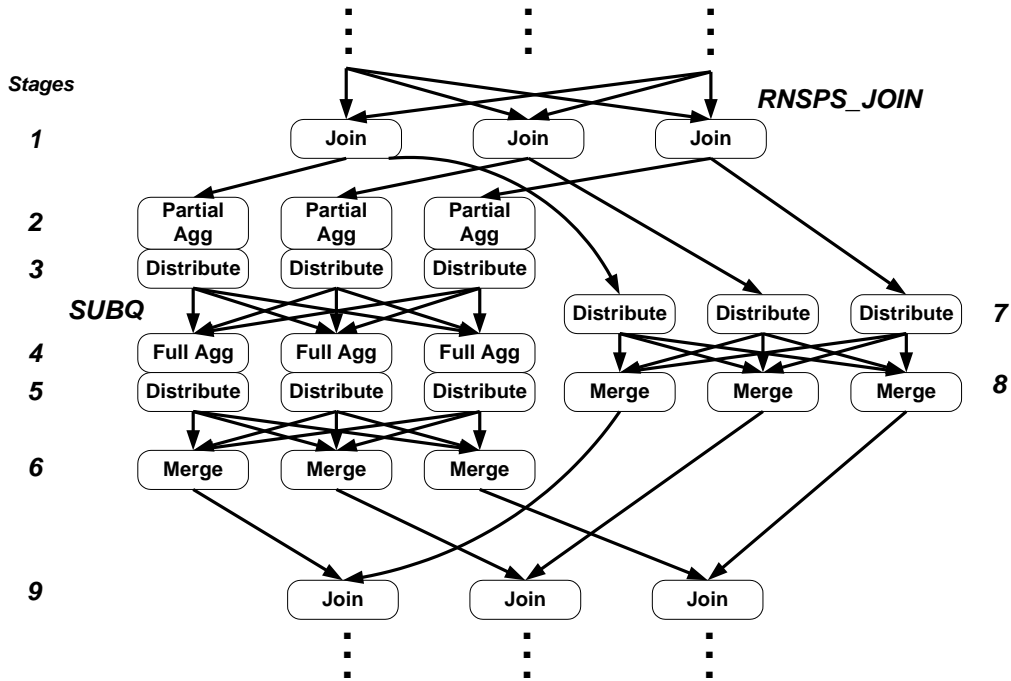 Stages
RNSPS_JOIN
1 Join Join Join
Partial Partial Partial
2
Agg Agg Agg
3 Distribute Distribute Distribute
SUBQ
Distribute Distribute Distribute 7
4 Full Agg Full Agg Full Agg
5 Distribute Distribute Distribute
Merge Merge Merge 8
6 Merge Merge Merge
9 Join Join Join